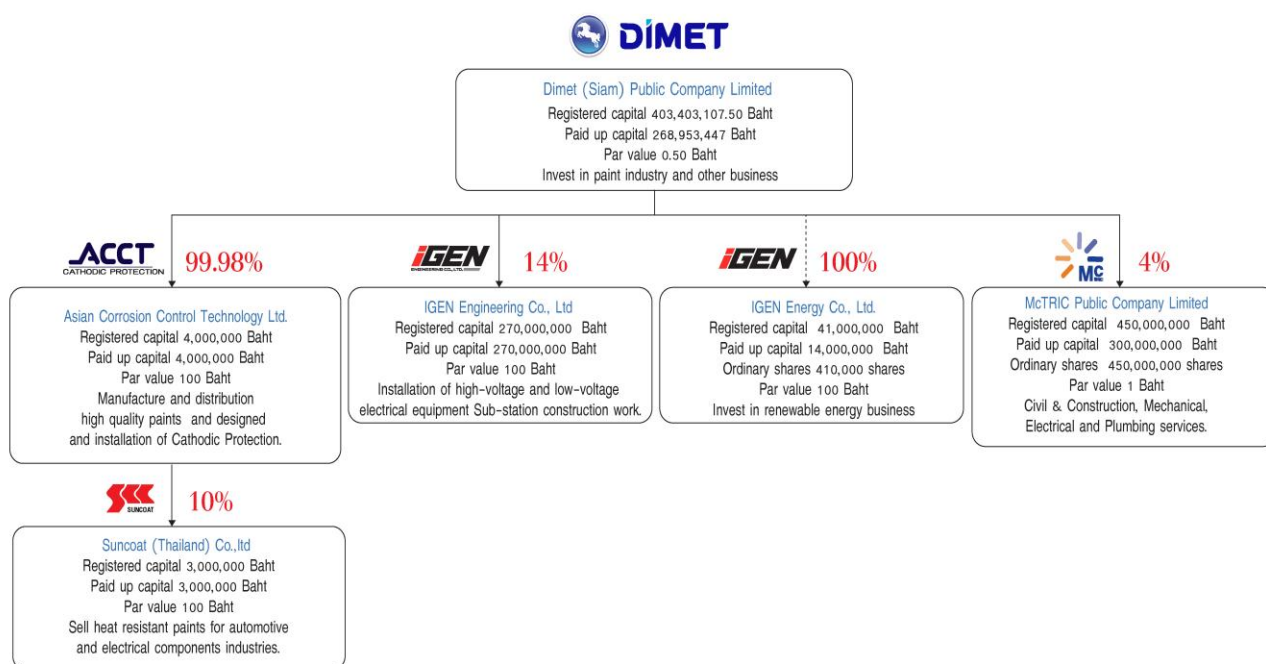 DIMET
Dimet (Siam) Public Company Limited
Registered capital 403,403,107.50 Baht
Paid up capital 268,953,447 Baht
Par value 0.50 Baht
Invest in paint industry and other business
ACCT
CATHODIC PROTECTION
99.98%
Asian Corrosion Control Technology Ltd.
Registered capital 4,000,000 Baht
Paid up capital 4,000,000 Baht
Par value 100 Baht
Manufacture and distribution
high quality paints and designed
and installation of Cathodic Protection.
iGEN
ENGINEERING CO., LTD.
14%
IGEN Engineering Co., Ltd
Registered capital 270,000,000 Baht
Paid up capital 270,000,000 Baht
Par value 100 Baht
Installation of high-voltage and low-voltage
electrical equipment Sub-station construction work.
iGEN
100%
IGEN Energy Co., Ltd.
Registered capital 41,000,000 Baht
Paid up capital 14,000,000 Baht
Ordinary shares 410,000 shares
Par value 100 Baht
Invest in renewable energy business
Mc
4%
McTRIC Public Company Limited
Registered capital 450,000,000 Baht
Paid up capital 300,000,000 Baht
Ordinary shares 450,000,000 shares
Par value 1 Baht
Civil & Construction, Mechanical,
Electrical and Plumbing services.
SUNCOAT
10%
Suncoat (Thailand) Co.,ltd
Registered capital 3,000,000 Baht
Paid up capital 3,000,000 Baht
Par value 100 Baht
Sell heat resistant paints for automotive
and electrical components industries.